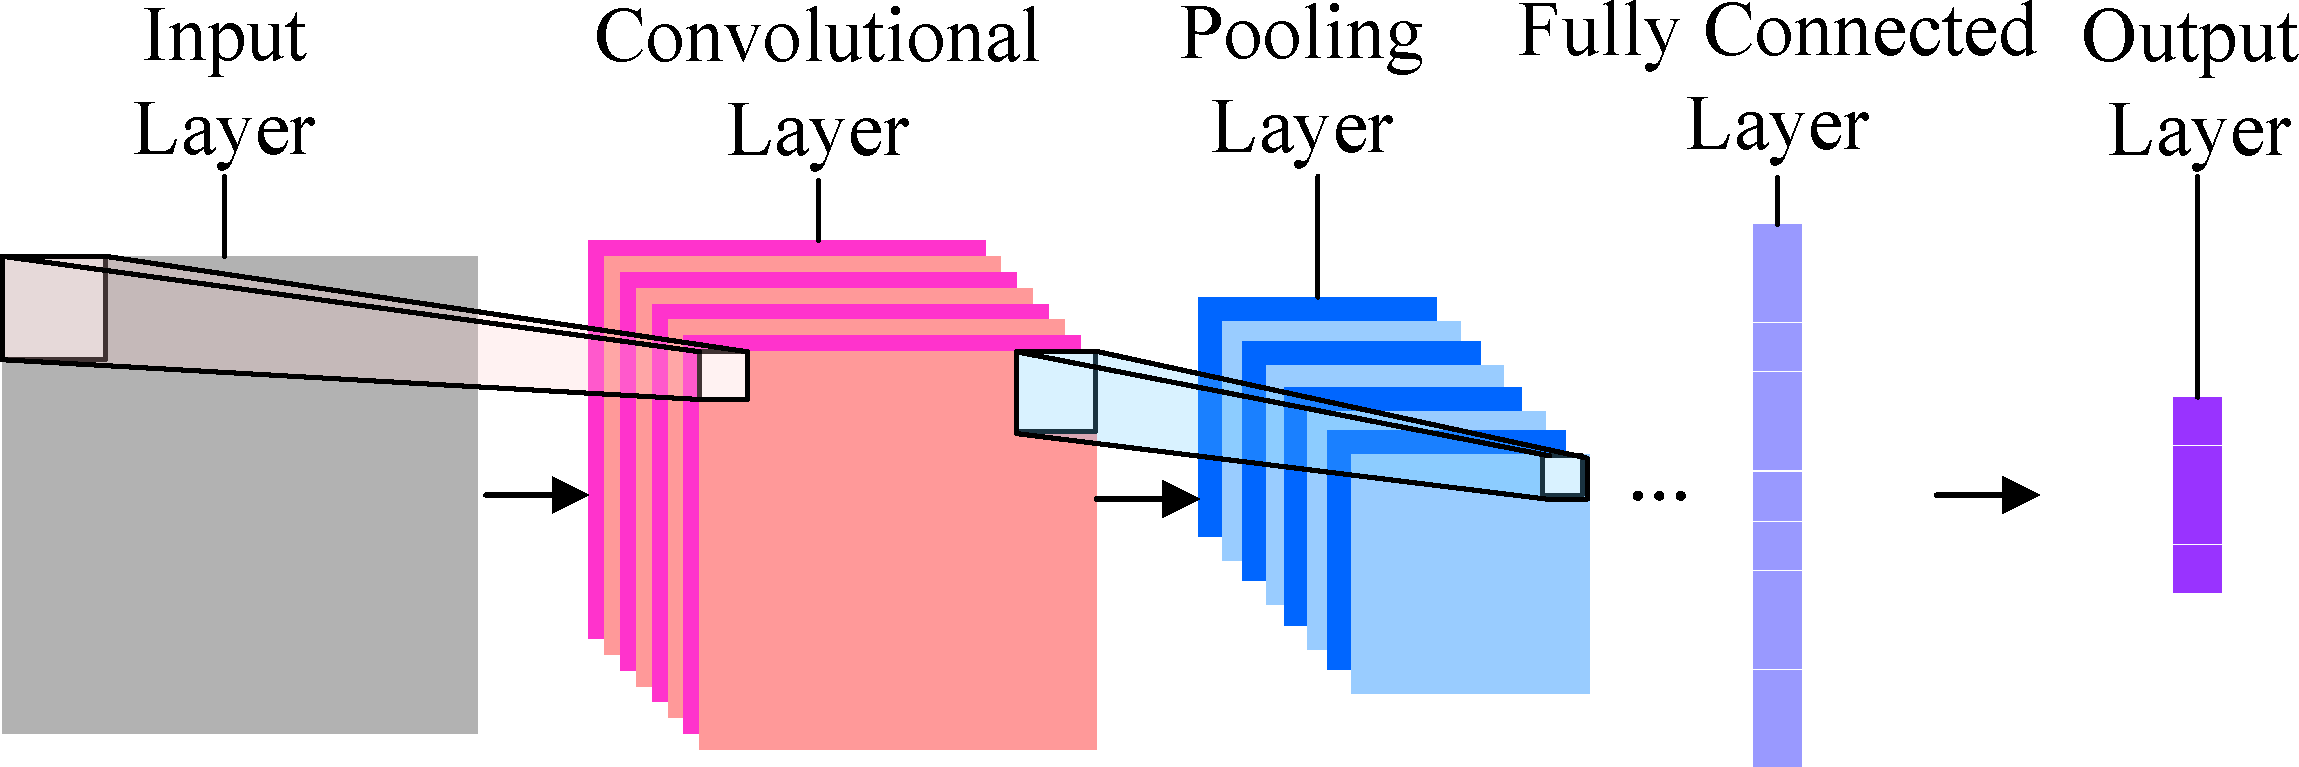 Input
Layer
Convolutional
Layer
Pooling
Layer
Fully Connected
Layer
Output
Layer
...